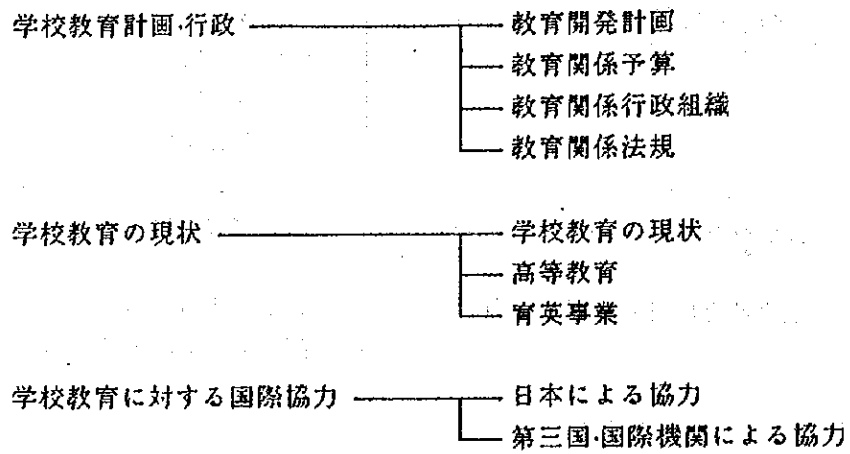 学校教育計画·行政 教育開発計画
教育関係予算
教育関係行政組織
教育関係法規
学校教育の現状 学校教育の現状
高等教育
育英事業
学校教育に対する国際協力 日本による協力
第三国·国際機関による協力